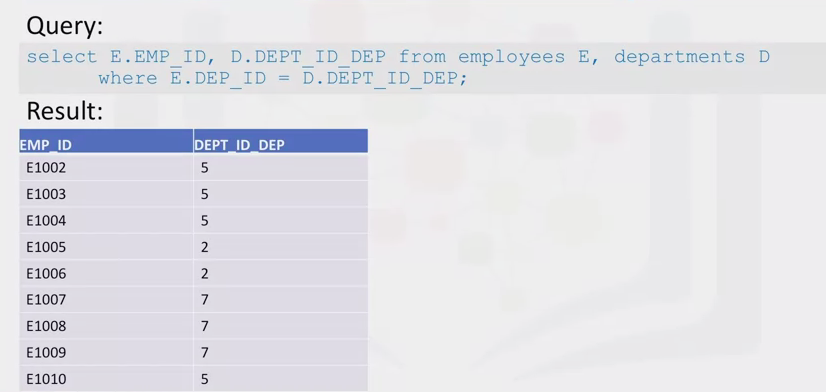 Query:
select E.EMP_ID, D.DEPT_ID_DEP from employees E, departments D
where E.DEP_ID = D.DEPT_ID_DEP;
Result:
EMP_ID DEPT_ID_DEP
E1002 5
E1003 5
E1004 5
E1005 2
E1006 2
E1007 7
E1008 7
E1009 7
E1010 5